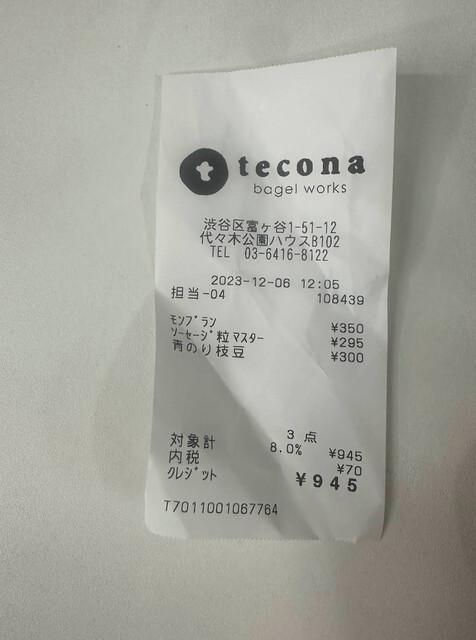 t tecona
bagel works
渋谷区富ヶ谷1-51-12
代々木公園ハウスB102
TEL 03-6416-8122
2023-12-06 12:05
担当-04 108439
ﾓﾝﾌﾞﾗﾝ ¥350
ｿｰｾｰｼﾞ粒マスター ¥295
青のり枝豆 ¥300
3 点
対象計 8.0% ¥945
内税 ¥70
ｸﾚｼﾞｯﾄ ¥945
T7011001067764